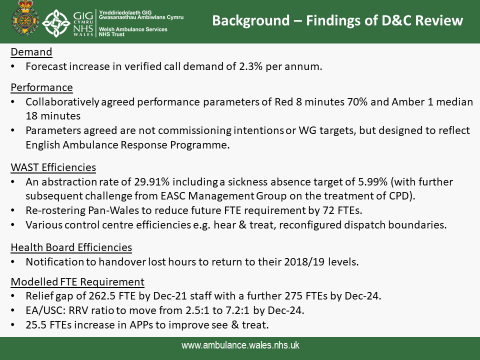 Ymddiriedolaeth GIG
Gwasanaethau Ambiwlans Cymru
GIG
CYMRU
NHS
WALES
Welsh Ambulance Services
NHS Trust
Background – Findings of D&C Review
Demand
• Forecast increase in verified call demand of 2.3% per annum.
Performance
• Collaboratively agreed performance parameters of Red 8 minutes 70% and Amber 1 median
18 minutes
• Parameters agreed are not commissioning intentions or WG targets, but designed to reflect
English Ambulance Response Programme.
WAST Efficiencies
• An abstraction rate of 29.91% including a sickness absence target of 5.99% (with further
subsequent challenge from EASC Management Group on the treatment of CPD).
• Re-rostering Pan-Wales to reduce future FTE requirement by 72 FTEs.
• Various control centre efficiencies e.g. hear & treat, reconfigured dispatch boundaries.
Health Board Efficiencies
• Notification to handover lost hours to return to their 2018/19 levels.
Modelled FTE Requirement
• Relief gap of 262.5 FTE by Dec-21 staff with a further 275 FTEs by Dec-24.
• EA/USC: RRV ratio to move from 2.5:1 to 7.2:1 by Dec-24.
• 25.5 FTEs increase in APPs to improve see & treat.
www.ambulance.wales.nhs.uk